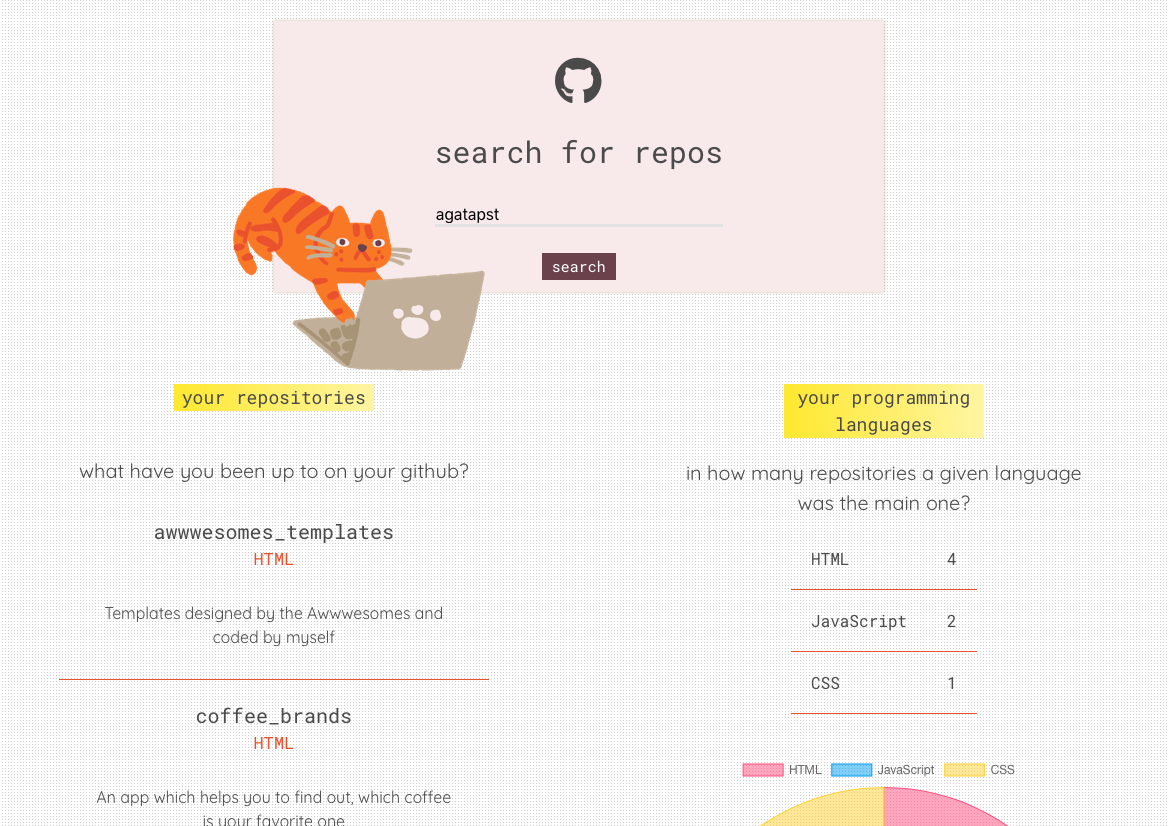 search for repos
agatapst
search
your repositories
what have you been up to on your github?
awwwesomes_templates
HTML
Templates designed by the Awwwesomes and
coded by myself
coffee_brands
HTML
An app which helps you to find out, which coffee
is your favorite one
your programming
languages
in how many repositories a given language
was the main one?
HTML 4
JavaScript 2
CSS 1
HTML JavaScript CSS